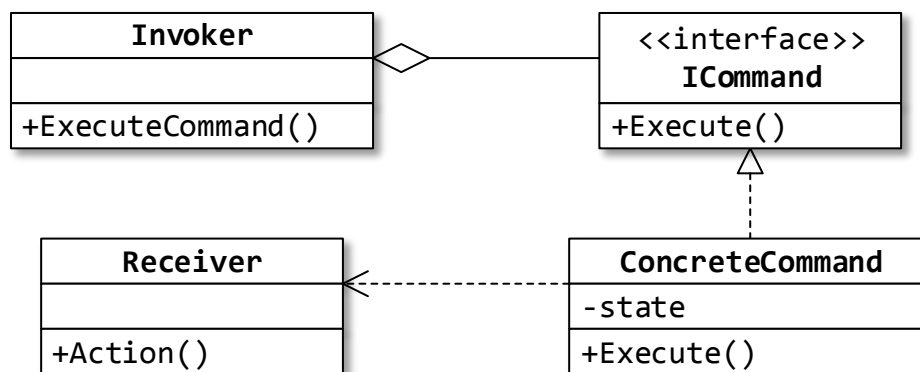 Invoker
+ExecuteCommand()
<<interface>>
ICommand
+Execute()
Receiver
+Action()
ConcreteCommand
-state
+Execute()